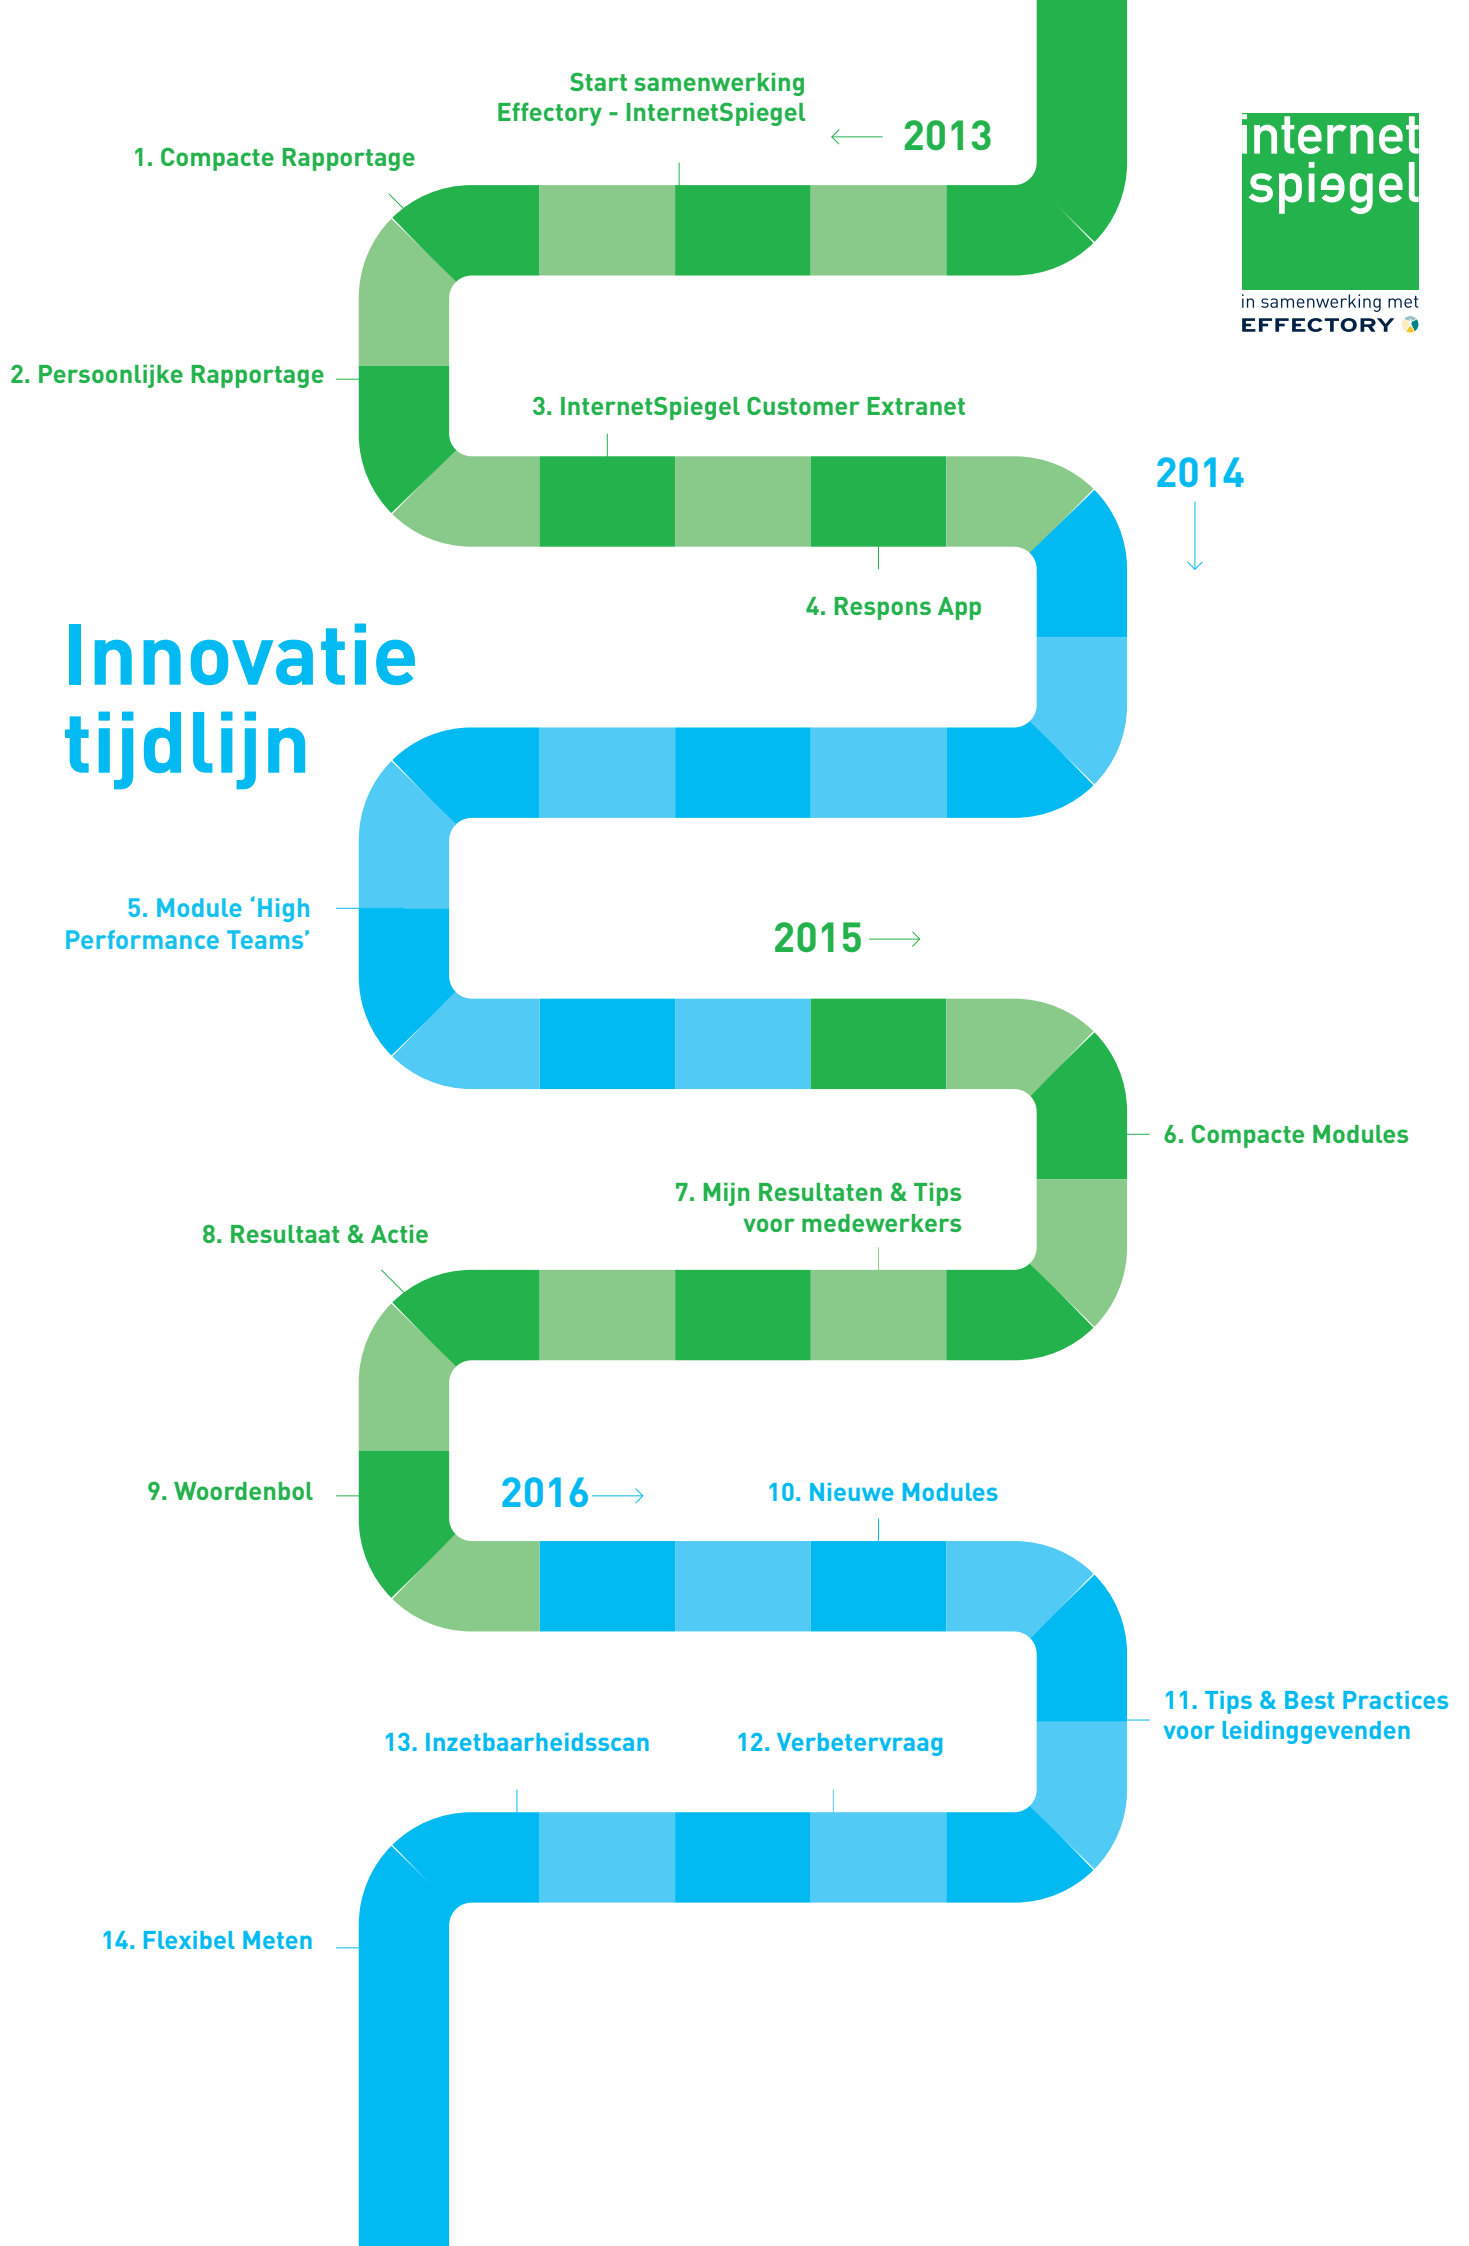 Start samenwerking
Effectory - InternetSpiegel
2013
internet
spiegel
in samenwerking met
EFFECTORY
1. Compacte Rapportage
2. Persoonlijke Rapportage
3. InternetSpiegel Customer Extranet
2014
4. Respons App
Innovatie
tijdlijn
5. Module ‘High
Performance Teams’
2015
6. Compacte Modules
7. Mijn Resultaten & Tips
voor medewerkers
8. Resultaat & Actie
9. Woordenbol
2016
10. Nieuwe Modules
11. Tips & Best Practices
voor leidinggevenden
12. Verbetervraag
13. Inzetbaarheidsscan
14. Flexibel Meten